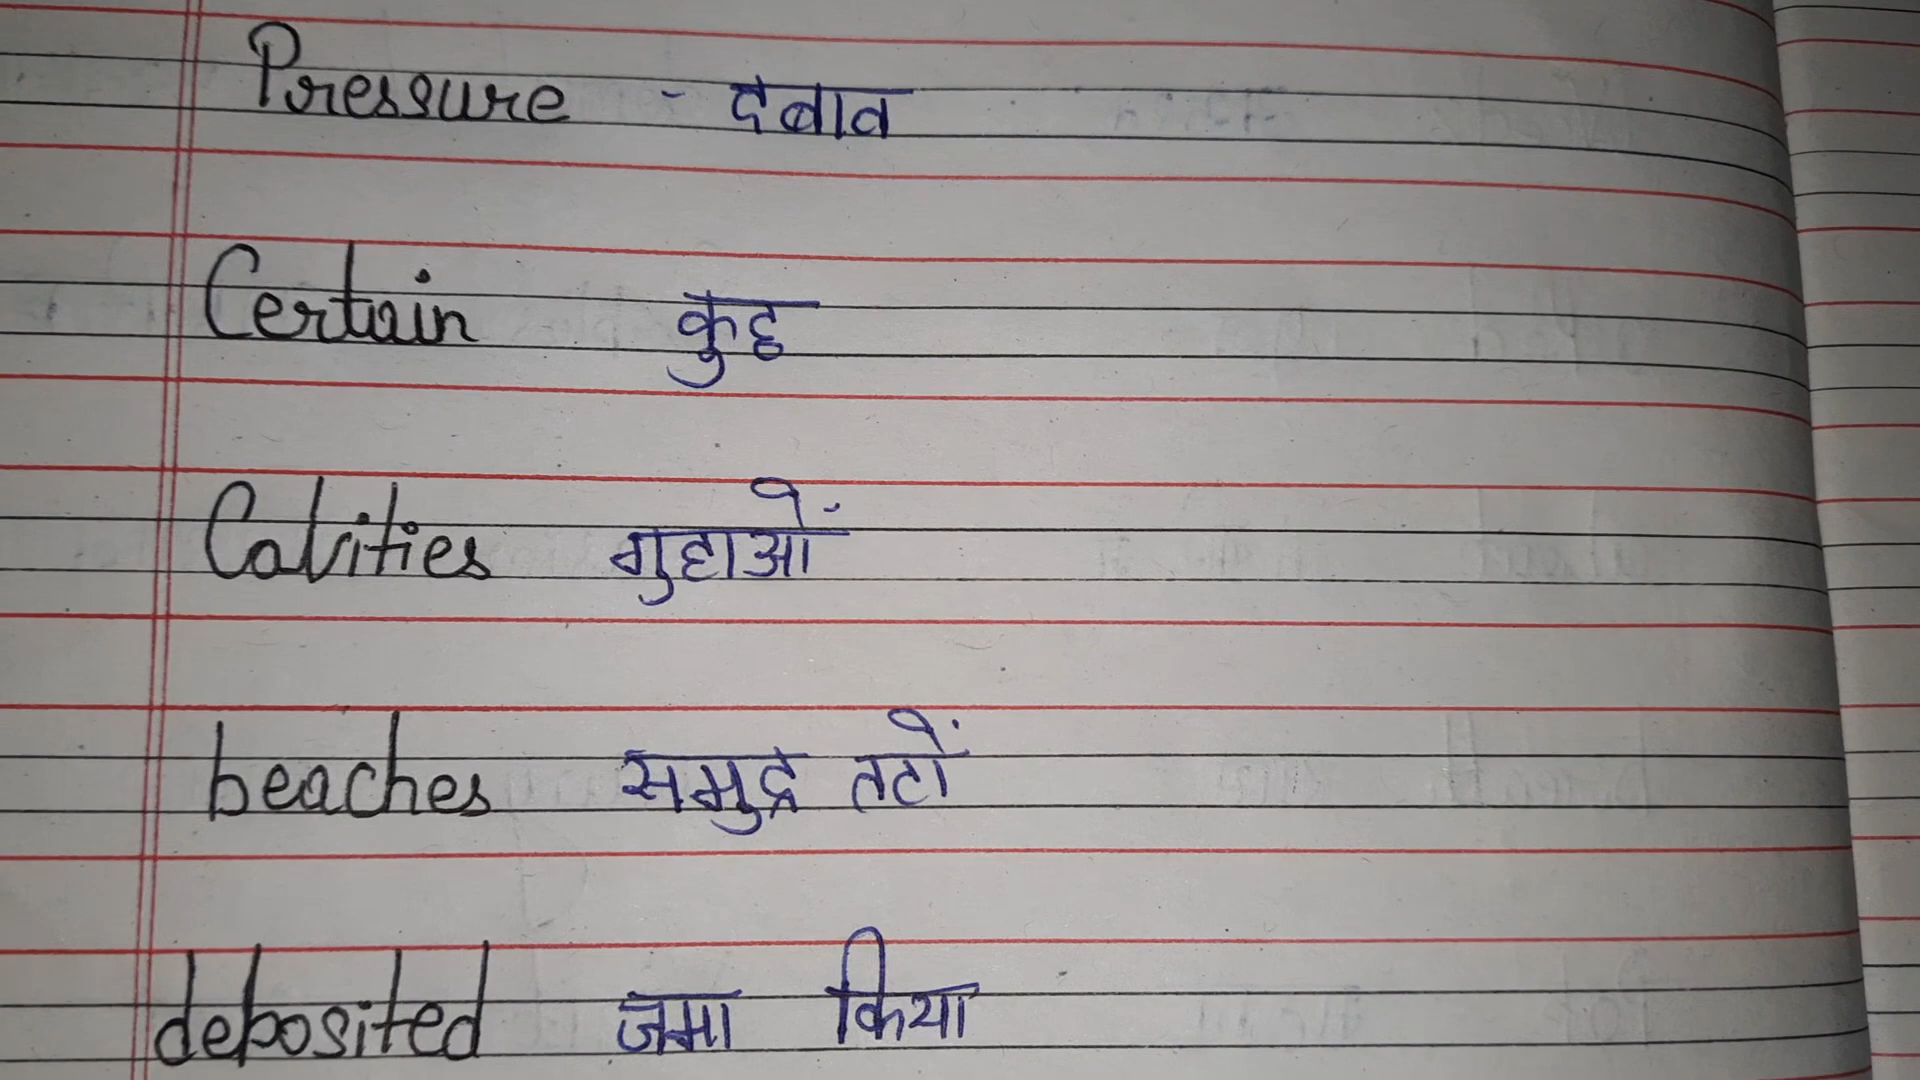 Pressure - दबाव
Certain कुछ
Cavities गुहाओं
beaches समुद्र तटों
deposited जमा किया